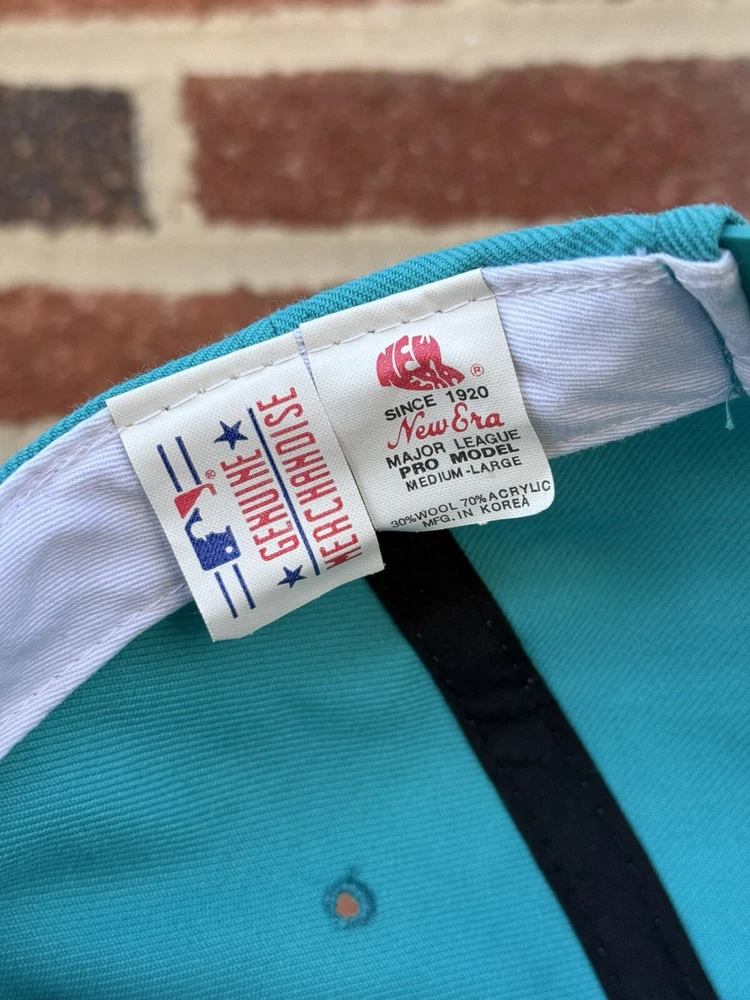 GENUINE
MERCHANDISE
NEW
ERA
®
SINCE 1920
New Era
MAJOR LEAGUE
PRO MODEL
MEDIUM-LARGE
30%WOOL 70%ACRYLIC
MFG. IN KOREA